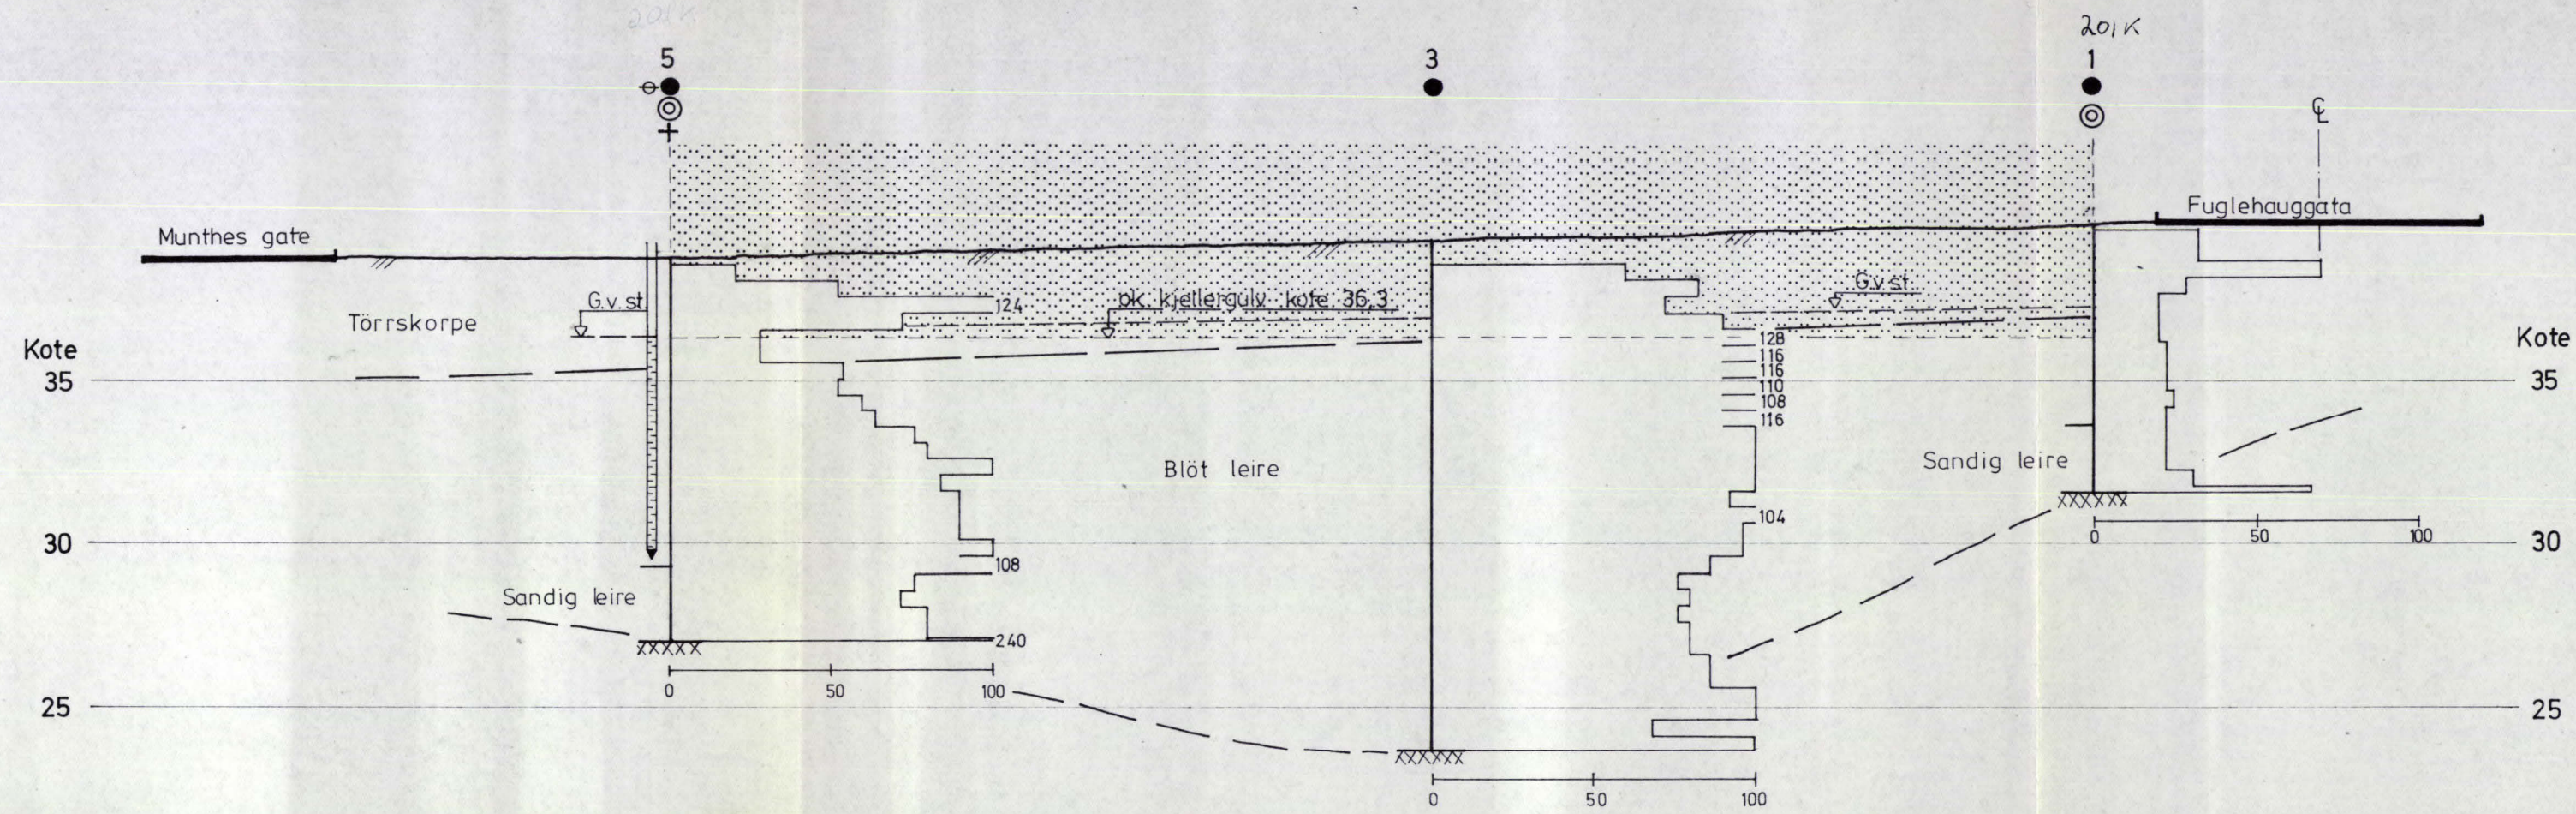 201K
201K
5
3
1
℄
Munthes gate
Fuglehauggata
G.v.st.
124
ok. kjellergulv kote 36,3
G.v.st
Törrskorpe
Kote
128
Kote
116
35
116
35
110
108
116
Blöt leire
Sandig leire
104
30
0
50
100
30
108
Sandig leire
240
0
50
100
25
25
0
50
100